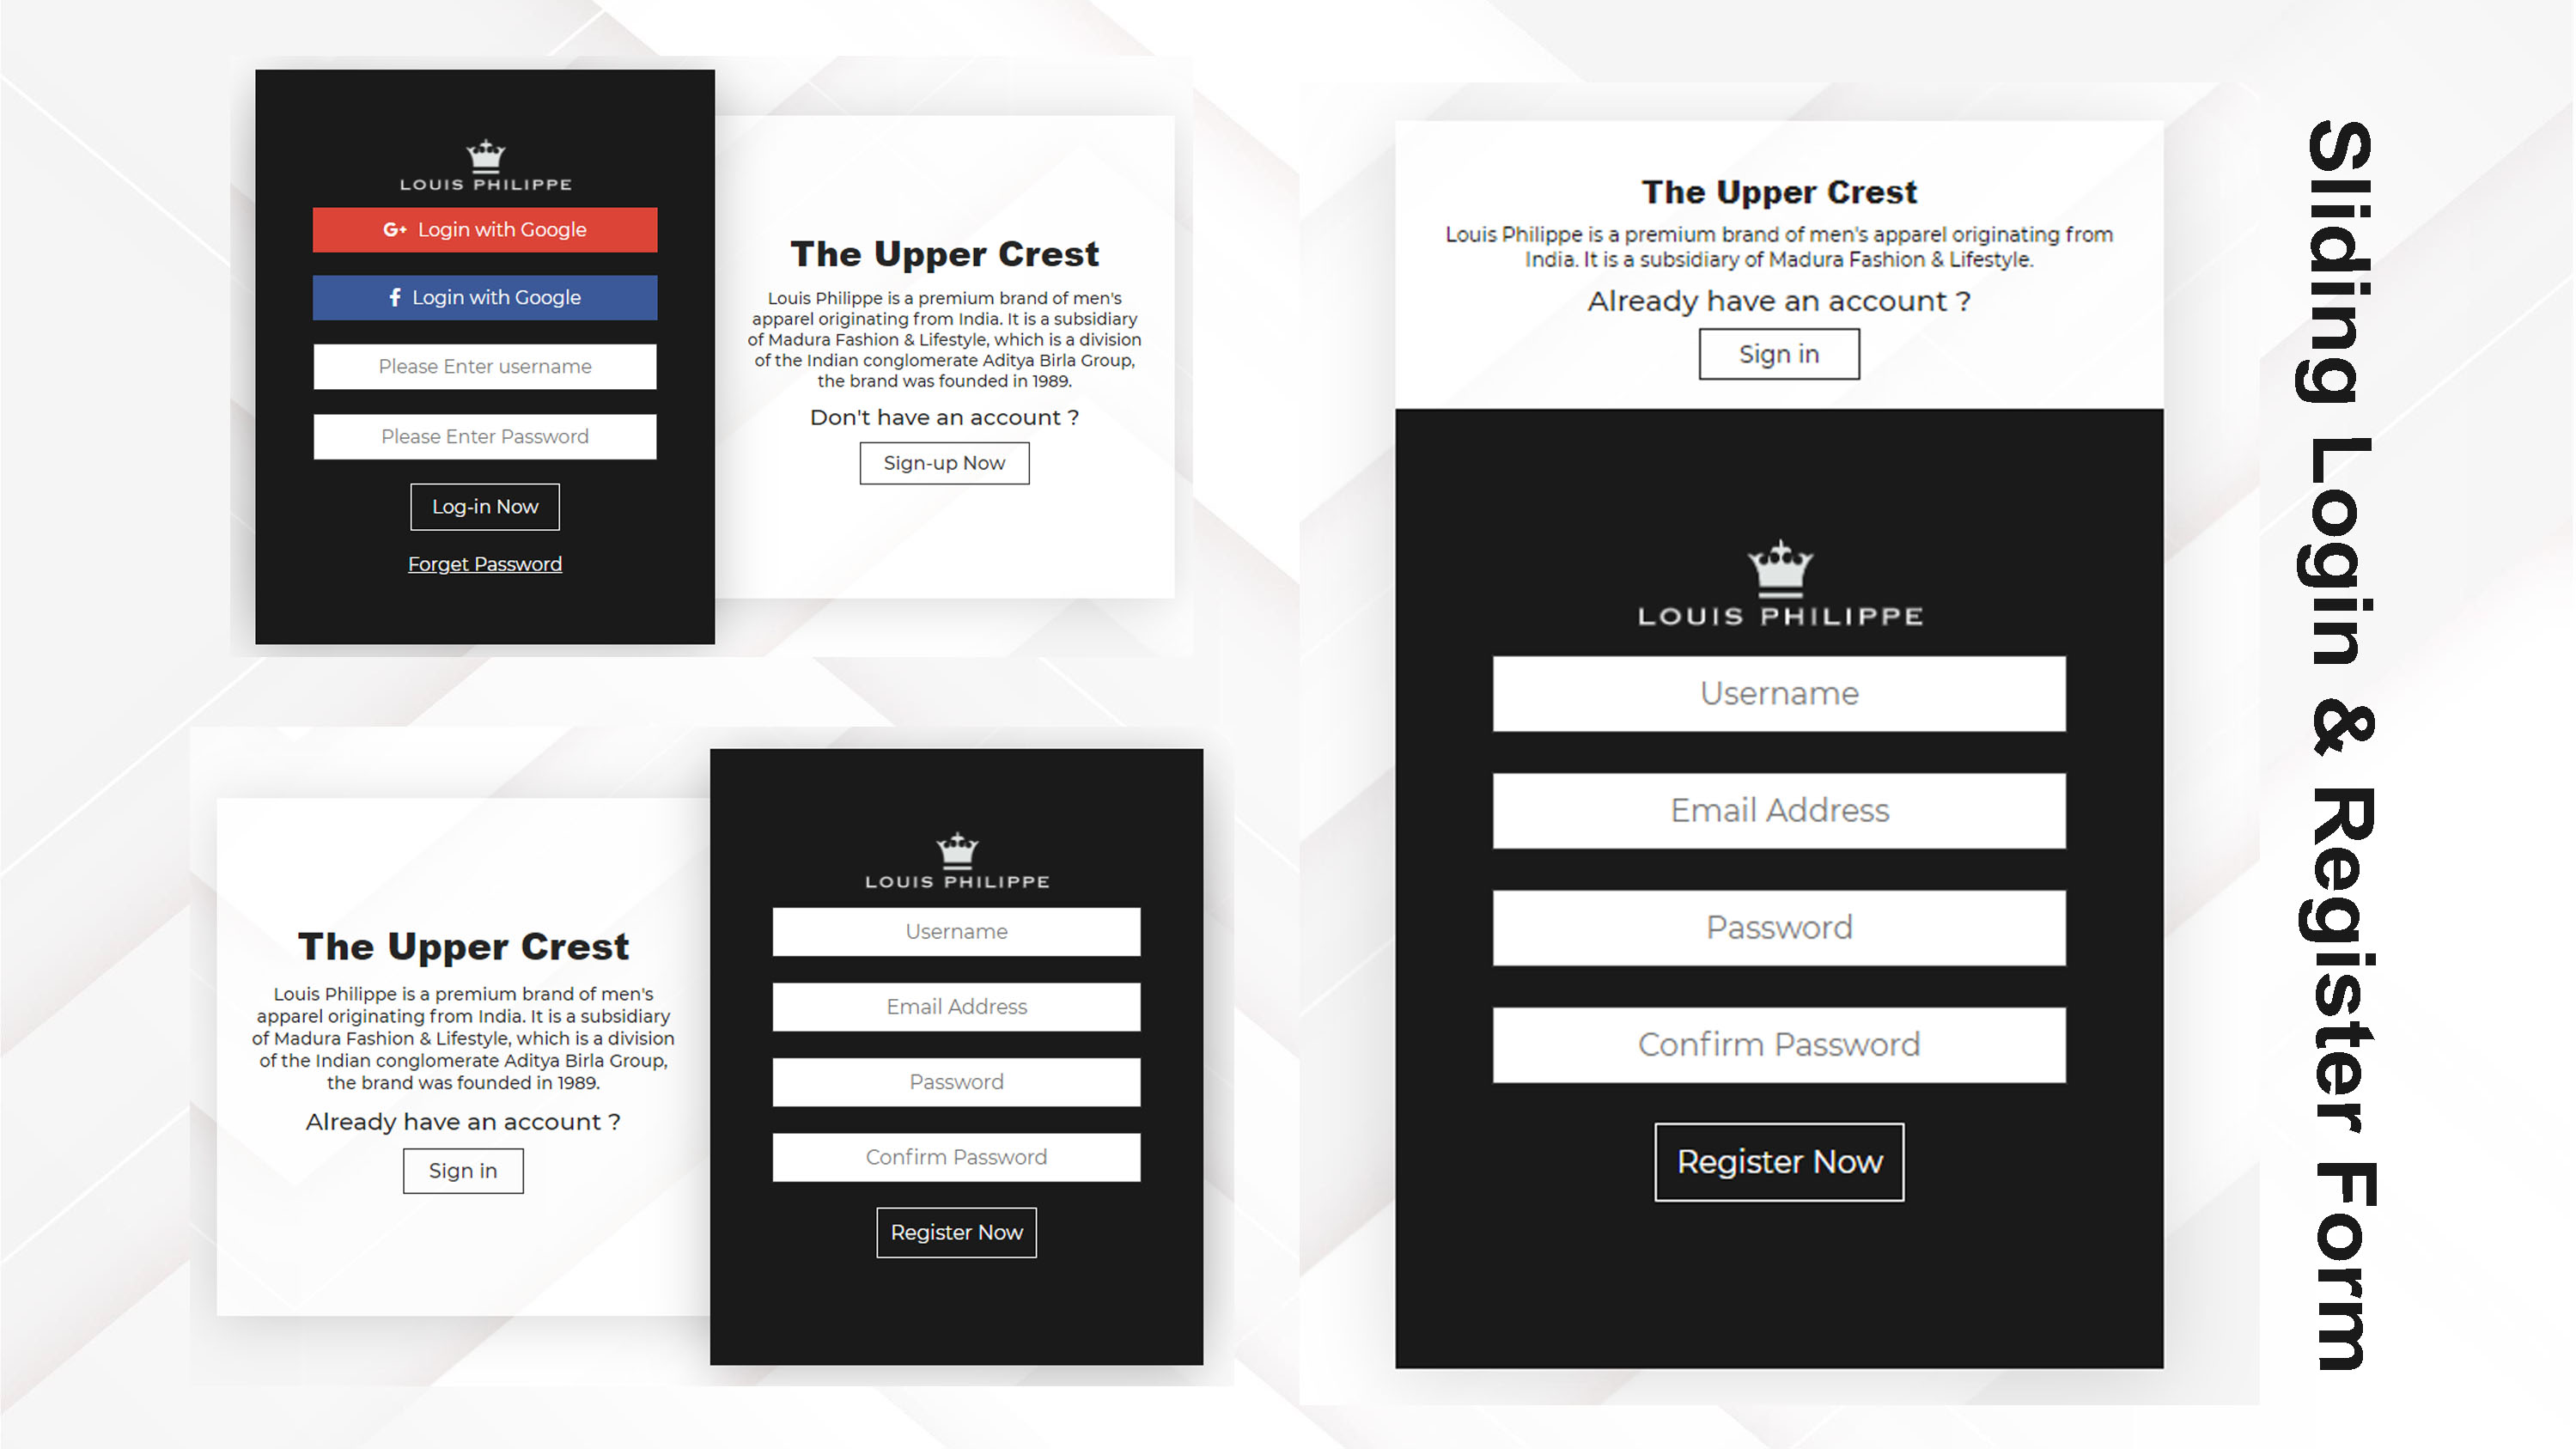 LOUIS PHILIPPE
G+ Login with Google
f Login with Google
Please Enter username
Please Enter Password
Log-in Now
Forget Password
The Upper Crest
Louis Philippe is a premium brand of men's
apparel originating from India. It is a subsidiary
of Madura Fashion & Lifestyle, which is a division
of the Indian conglomerate Aditya Birla Group,
the brand was founded in 1989.
Don't have an account ?
Sign-up Now
The Upper Crest
Louis Philippe is a premium brand of men's
apparel originating from India. It is a subsidiary
of Madura Fashion & Lifestyle, which is a division
of the Indian conglomerate Aditya Birla Group,
the brand was founded in 1989.
Already have an account ?
Sign in
LOUIS PHILIPPE
Username
Email Address
Password
Confirm Password
Register Now
The Upper Crest
Louis Philippe is a premium brand of men's apparel originating from
India. It is a subsidiary of Madura Fashion & Lifestyle.
Already have an account ?
Sign in
LOUIS PHILIPPE
Username
Email Address
Password
Confirm Password
Register Now
Sliding Login & Register Form